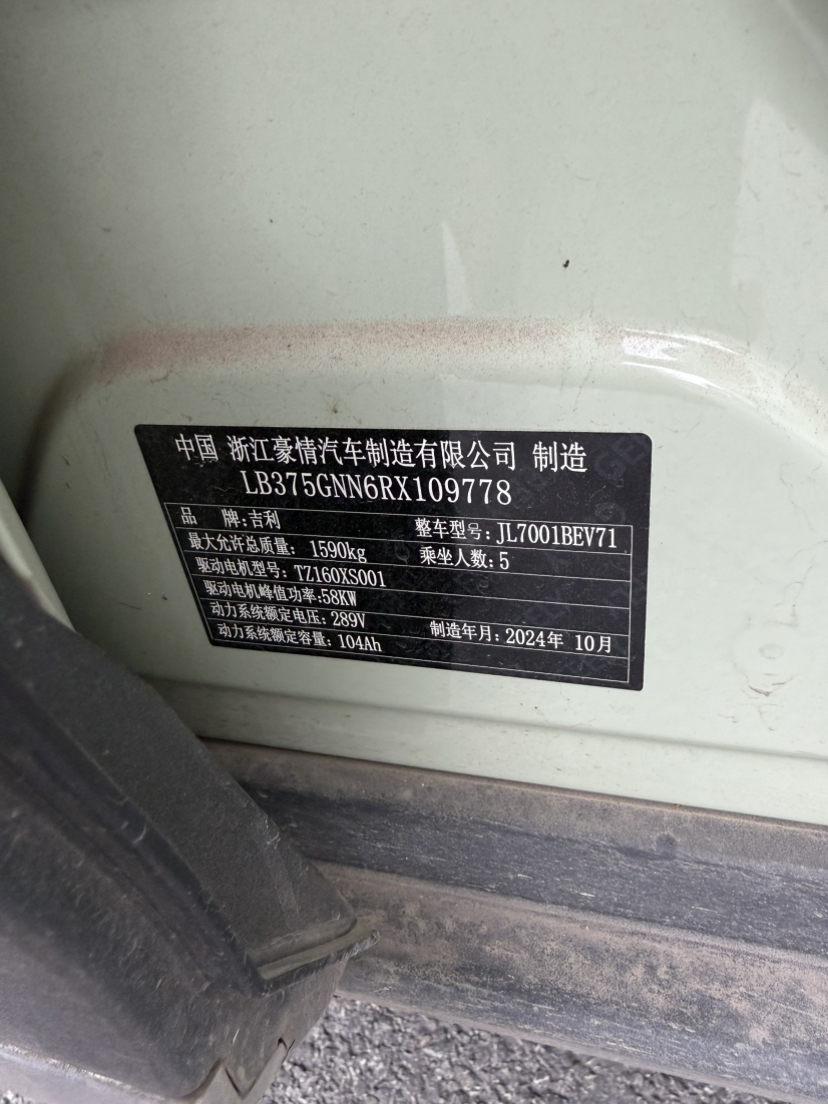 中国 浙江豪情汽车制造有限公司 制造
LB375GNN6RX109778
品 牌:吉利 整车型号:JL7001BEV71
最大允许总质量: 1590kg 乘坐人数:5
驱动电机型号:TZ160XS001
驱动电机峰值功率:58KW
动力系统额定电压:289V
动力系统额定容量:104Ah 制造年月:2024年 10月